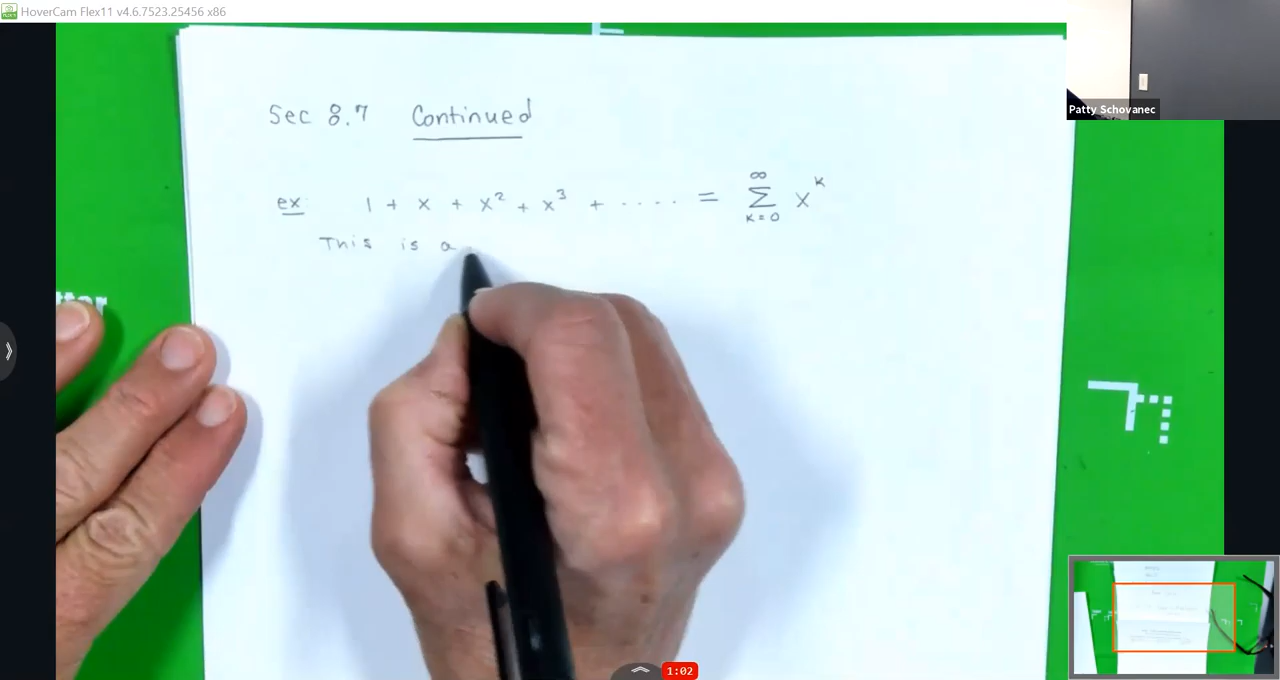 HoverCam Flex11 v4.6.7523.25456 x86
Patty Schovanec
Sec 8.7 Continued
ex: 1 + x + x² + x³ + ..... = ∑ₖ₌₀^∞ xᵏ
This is a
1:02